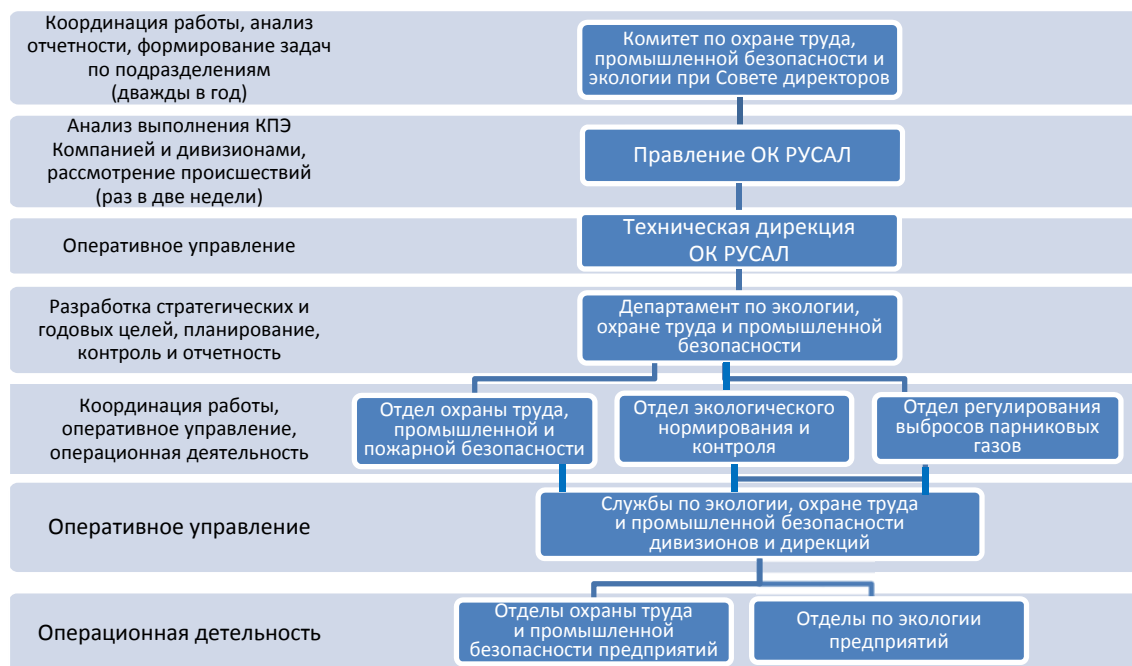 Координация работы, анализ
отчетности, формирование задач
по подразделениям
(дважды в год)
Комитет по охране труда,
промышленной безопасности и
экологии при Совете директоров
Анализ выполнения КПЭ
Компанией и дивизионами,
рассмотрение происшествий
(раз в две недели)
Правление ОК РУСАЛ
Оперативное управление
Техническая дирекция
ОК РУСАЛ
Разработка стратегических и
годовых целей, планирование,
контроль и отчетность
Департамент по экологии,
охране труда и промышленной
безопасности
Координация работы,
оперативное управление,
операционная деятельность
Отдел охраны труда,
промышленной и
пожарной безопасности
Отдел экологического
нормирования и
контроля
Отдел регулирования
выбросов парниковых
газов
Оперативное управление
Службы по экологии, охране труда
и промышленной безопасности
дивизионов и дирекций
Операционная детельность
Отделы охраны труда
и промышленной
безопасности предприятий
Отделы по экологии
предприятий